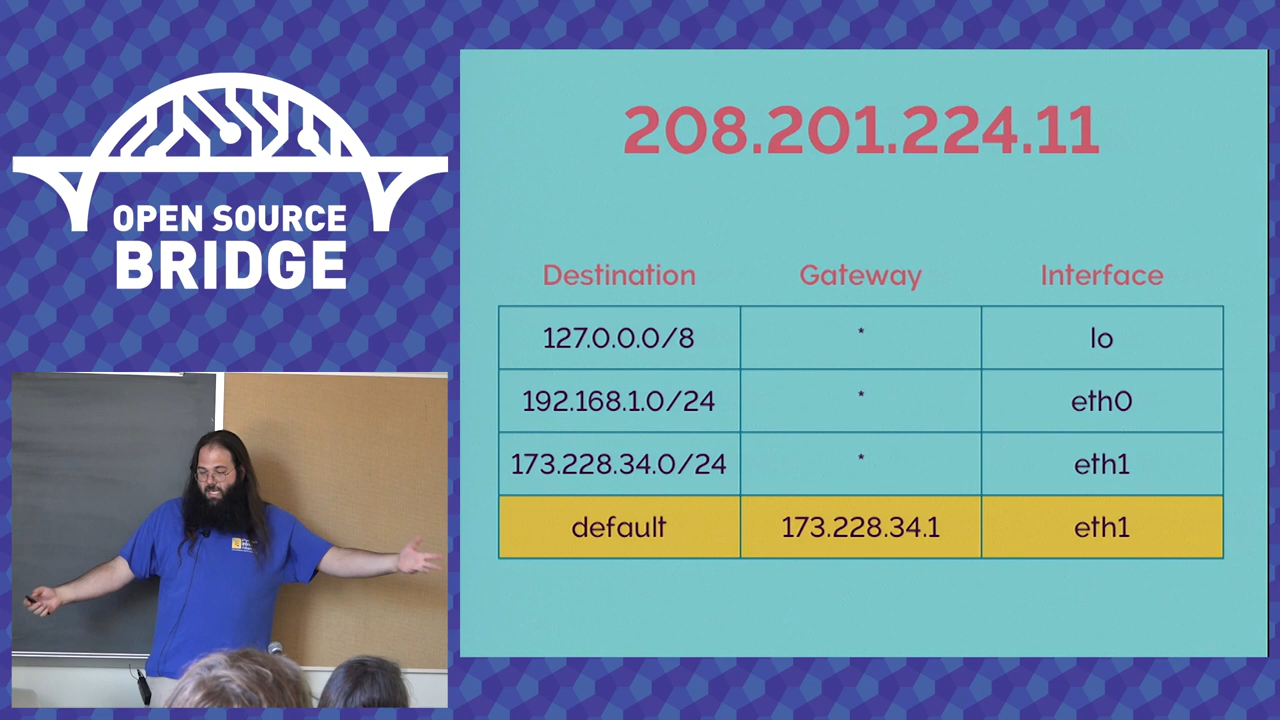 OPEN SOURCE
BRIDGE
208.201.224.11
Destination Gateway Interface
127.0.0.0/8 * lo
192.168.1.0/24 * eth0
173.228.34.0/24 * eth1
default 173.228.34.1 eth1